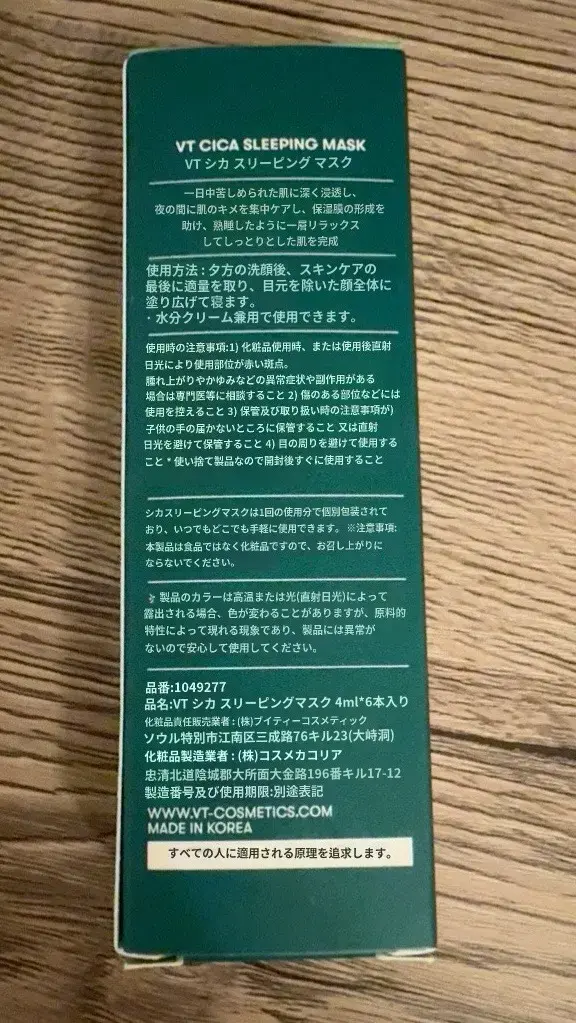 VT CICA SLEEPING MASK
VT シカ スリーピング マスク
一日中苦しめられた肌に深く浸透し、
夜の間に肌のキメを集中ケアし、保湿膜の形成を
助け、熟睡したように一層リラックス
してしっとりとした肌を完成
使用方法 : 夕方の洗顔後、スキンケアの
最後に適量を取り、目元を除いた顔全体に
塗り広げて寝ます。
· 水分クリーム兼用で使用できます。
使用時の注意事項:1) 化粧品使用時、または使用後直射
日光により使用部位が赤い斑点。
腫れ上がりやかゆみなどの異常症状や副作用がある
場合は専門医等に相談すること 2) 傷のある部位などには
使用を控えること 3) 保管及び取り扱い時の注意事項が)
子供の手の届かないところに保管すること 又は直射
日光を避けて保管すること 4) 目の周りを避けて使用する
こと * 使い捨て製品なので開封後すぐに使用すること
シカスリーピングマスクは1回の使用分で個別包装されて
おり、いつでもどこでも手軽に使用できます。 ※注意事項:
本製品は食品ではなく化粧品ですので、お召し上がりに
ならないでください。
製品のカラーは高温または光(直射日光)によって
露出される場合、色が変わることがありますが、原料的
特性によって現れる現象であり、製品には異常が
ないので安心して使用してください。
品番:1049277
品名:VT シカ スリーピングマスク 4ml*6本入り
化粧品責任販売業者 : (株)ブイティーコスメティック
ソウル特別市江南区三成路76キル23(大峙洞)
化粧品製造業者 : (株)コスメカコリア
忠清北道陰城郡大所面大金路196番キル17-12
製造番号及び使用期限:別途表記
WWW.VT-COSMETICS.COM
MADE IN KOREA
すべての人に適用される原理を追求します。